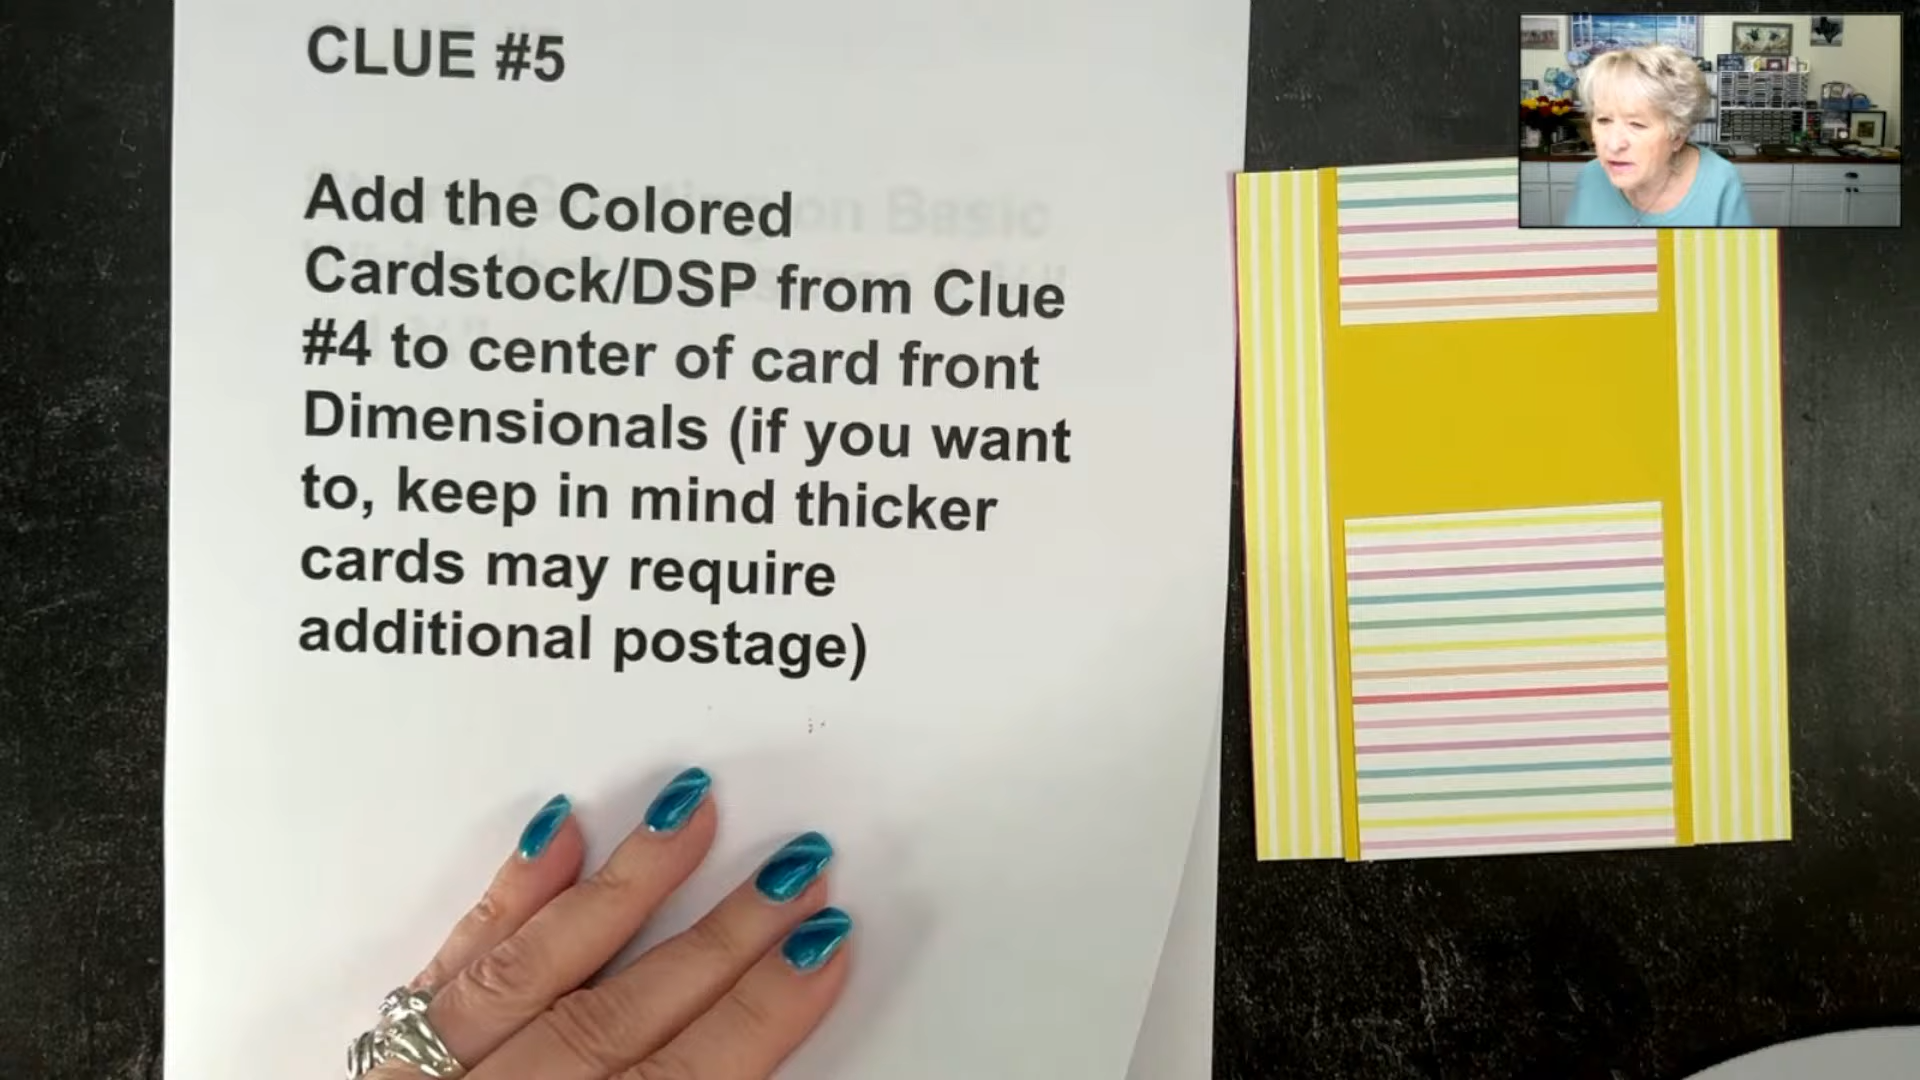 CLUE #5
Add the Colored
Cardstock/DSP from Clue
#4 to center of card front
Dimensionals (if you want
to, keep in mind thicker
cards may require
additional postage)